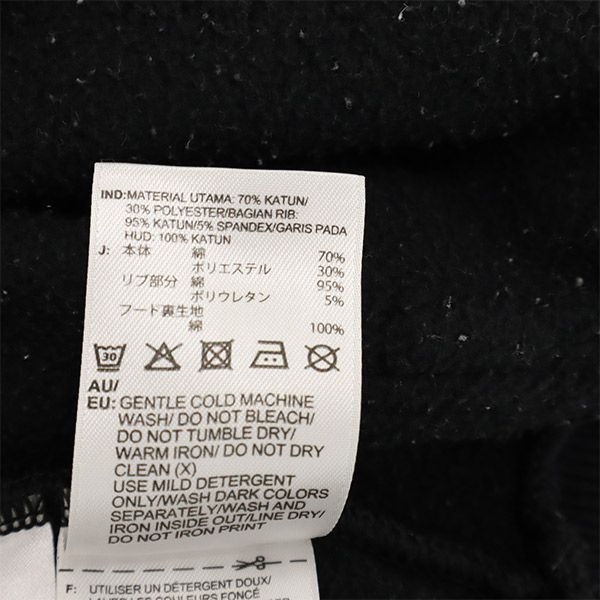 IND:MATERIAL UTAMA: 70% KATUN/
30% POLYESTER/BAGIAN RIB:
95% KATUN/5% SPANDEX/GARIS PADA
HUD: 100% KATUN
J: 本体 綿 70%
ポリエステル 30%
リブ部分 綿 95%
ポリウレタン 5%
フード裏生地
綿 100%
30
AU/
EU: GENTLE COLD MACHINE
WASH/ DO NOT BLEACH/
DO NOT TUMBLE DRY/
WARM IRON/ DO NOT DRY
CLEAN (X)
USE MILD DETERGENT
ONLY/WASH DARK COLORS
SEPARATELY/WASH AND
IRON INSIDE OUT/LINE DRY/
DO NOT IRON PRINT
F: UTILISER UN DÉTERGENT DOUX/
LAVER LES COULEURS FONCÉ